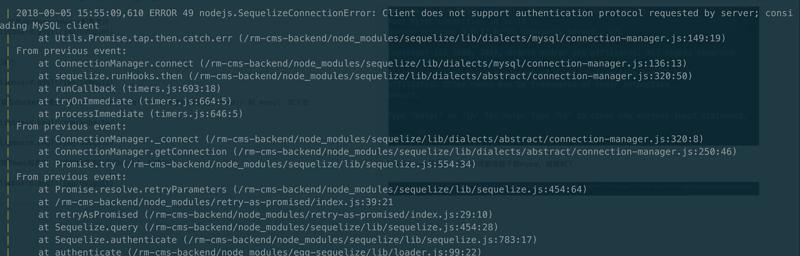 | 2018-09-05 15:55:09,610 ERROR 49 nodejs.SequelizeConnectionError: Client does not support authentication protocol requested by server; consi
ading MySQL client
| at Utils.Promise.tap.then.catch.err (/rm-cms-backend/node_modules/sequelize/lib/dialects/mysql/connection-manager.js:149:19)
| From previous event:
| at ConnectionManager.connect (/rm-cms-backend/node_modules/sequelize/lib/dialects/mysql/connection-manager.js:136:13)
| at sequelize.runHooks.then (/rm-cms-backend/node_modules/sequelize/lib/dialects/abstract/connection-manager.js:320:50)
| at runCallback (timers.js:693:18)
| at tryOnImmediate (timers.js:664:5)
| at processImmediate (timers.js:646:5)
| From previous event:
| at ConnectionManager._connect (/rm-cms-backend/node_modules/sequelize/lib/dialects/abstract/connection-manager.js:320:8)
| at ConnectionManager.getConnection (/rm-cms-backend/node_modules/sequelize/lib/dialects/abstract/connection-manager.js:250:46)
| at Promise.try (/rm-cms-backend/node_modules/sequelize/lib/sequelize.js:554:34)
| From previous event:
| at Promise.resolve.retryParameters (/rm-cms-backend/node_modules/sequelize/lib/sequelize.js:454:64)
| at /rm-cms-backend/node_modules/retry-as-promised/index.js:39:21
| at retryAsPromised (/rm-cms-backend/node_modules/retry-as-promised/index.js:29:10)
| at Sequelize.query (/rm-cms-backend/node_modules/sequelize/lib/sequelize.js:454:28)
| at Sequelize.authenticate (/rm-cms-backend/node_modules/sequelize/lib/sequelize.js:783:17)
| at authenticate (/rm-cms-backend/node_modules/egg-sequelize/lib/loader.js:99:22)